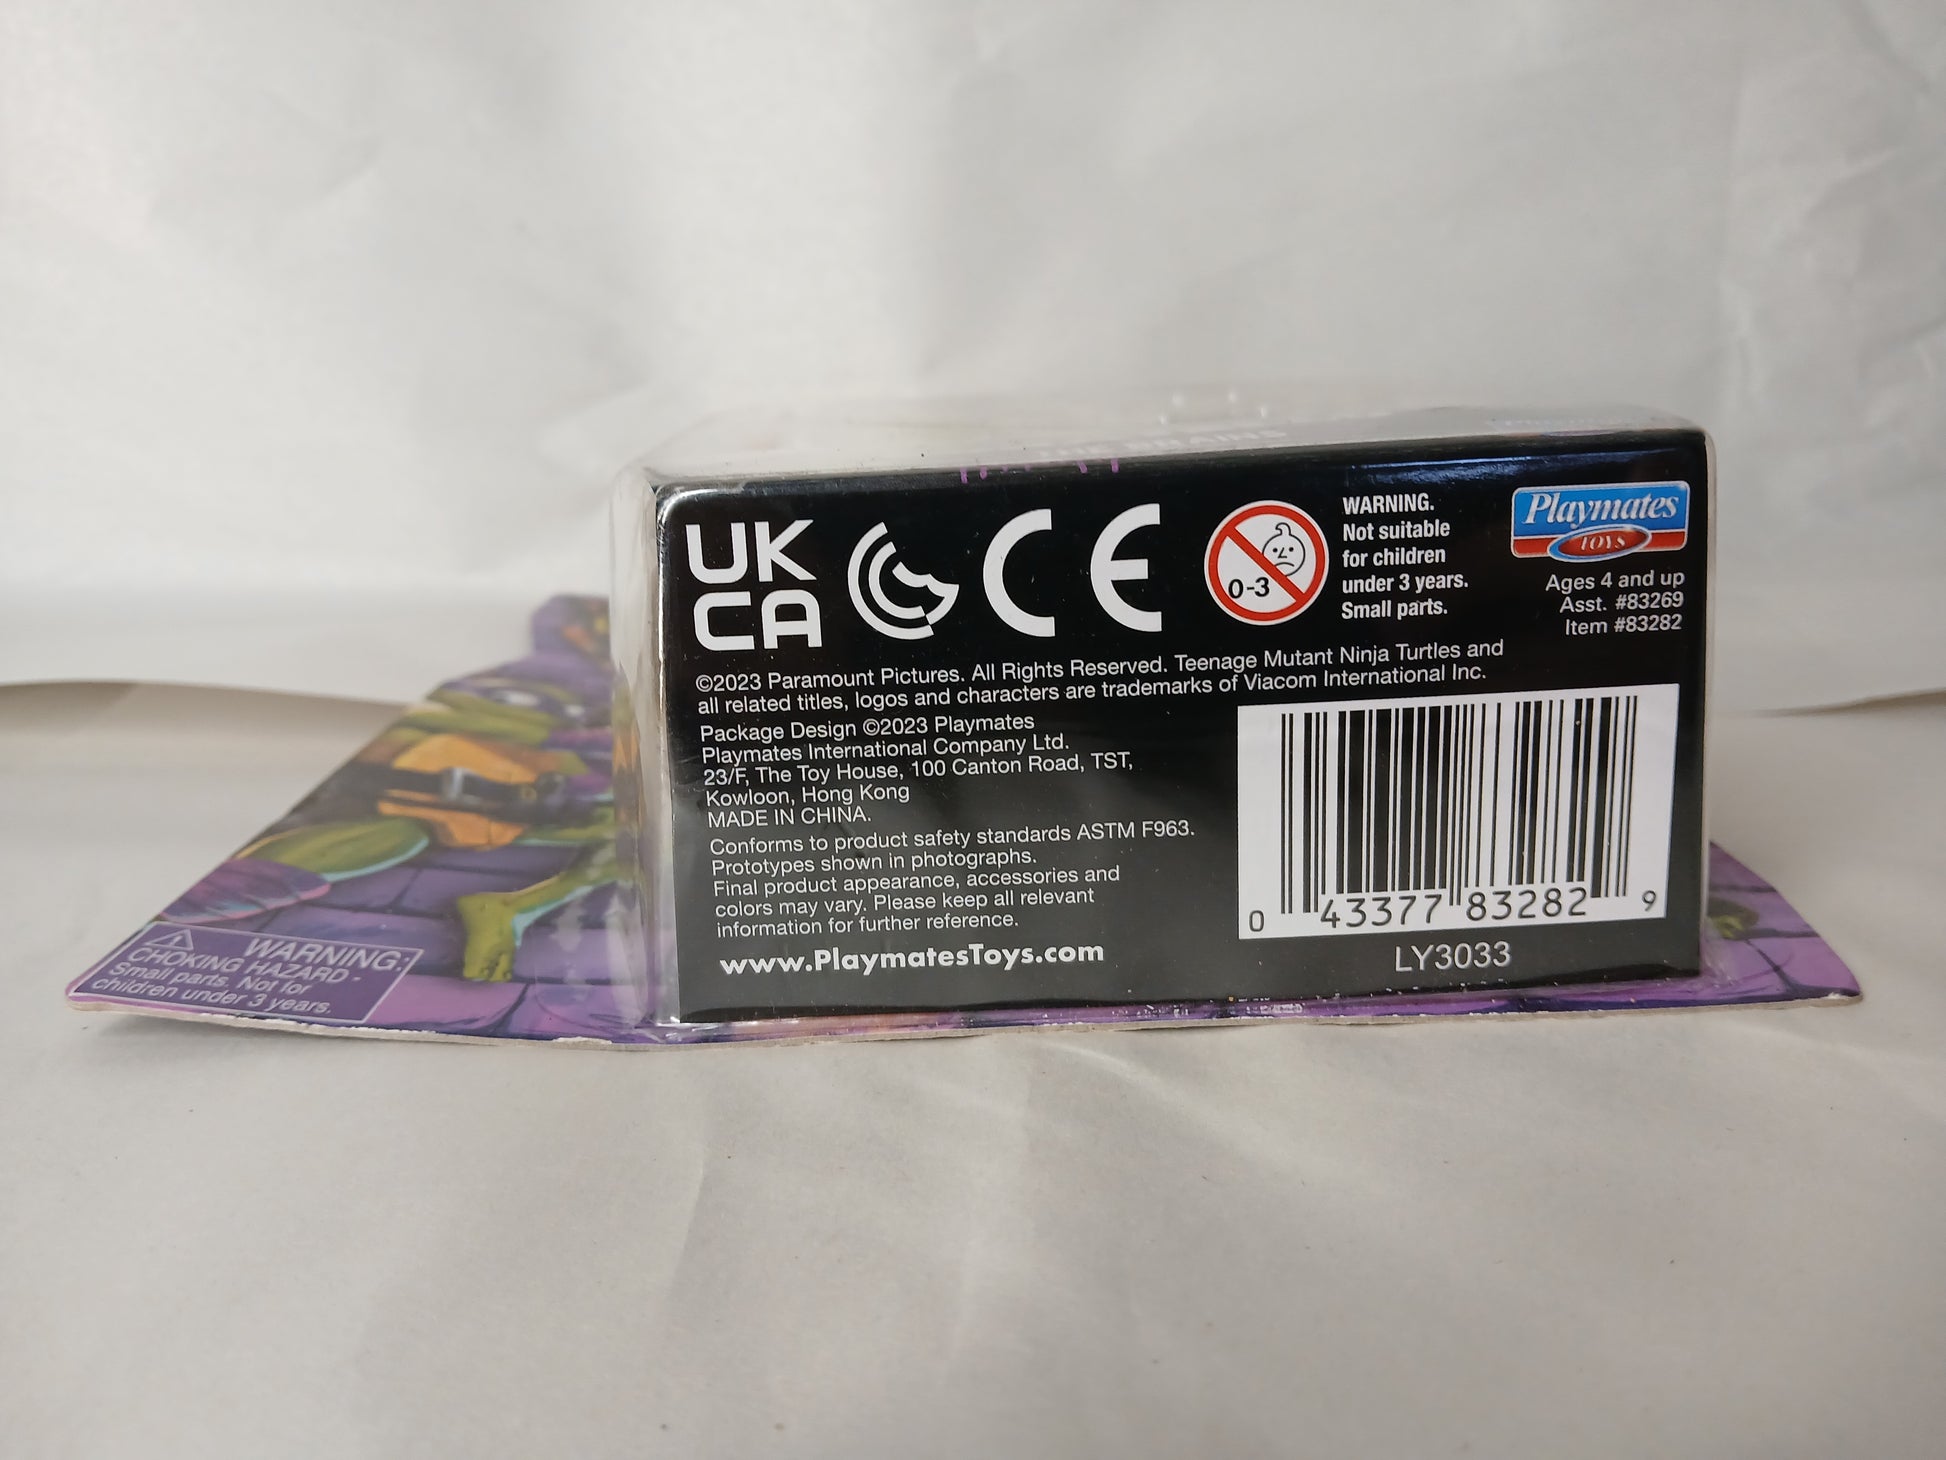 THE BRAINS
UK
CA
CE
0-3
WARNING.
Not suitable
for children
under 3 years.
Small parts.
Playmates
TOYS
Ages 4 and up
Asst. #83269
Item #83282
©2023 Paramount Pictures. All Rights Reserved. Teenage Mutant Ninja Turtles and
all related titles, logos and characters are trademarks of Viacom International Inc.
Package Design ©2023 Playmates
Playmates International Company Ltd.
23/F, The Toy House, 100 Canton Road, TST,
Kowloon, Hong Kong
MADE IN CHINA.
Conforms to product safety standards ASTM F963.
Prototypes shown in photographs.
Final product appearance, accessories and
colors may vary. Please keep all relevant
information for further reference.
www.PlaymatesToys.com
0 43377 83282 9
LY3033
WARNING:
CHOKING HAZARD -
Small parts. Not for
children under 3 years.